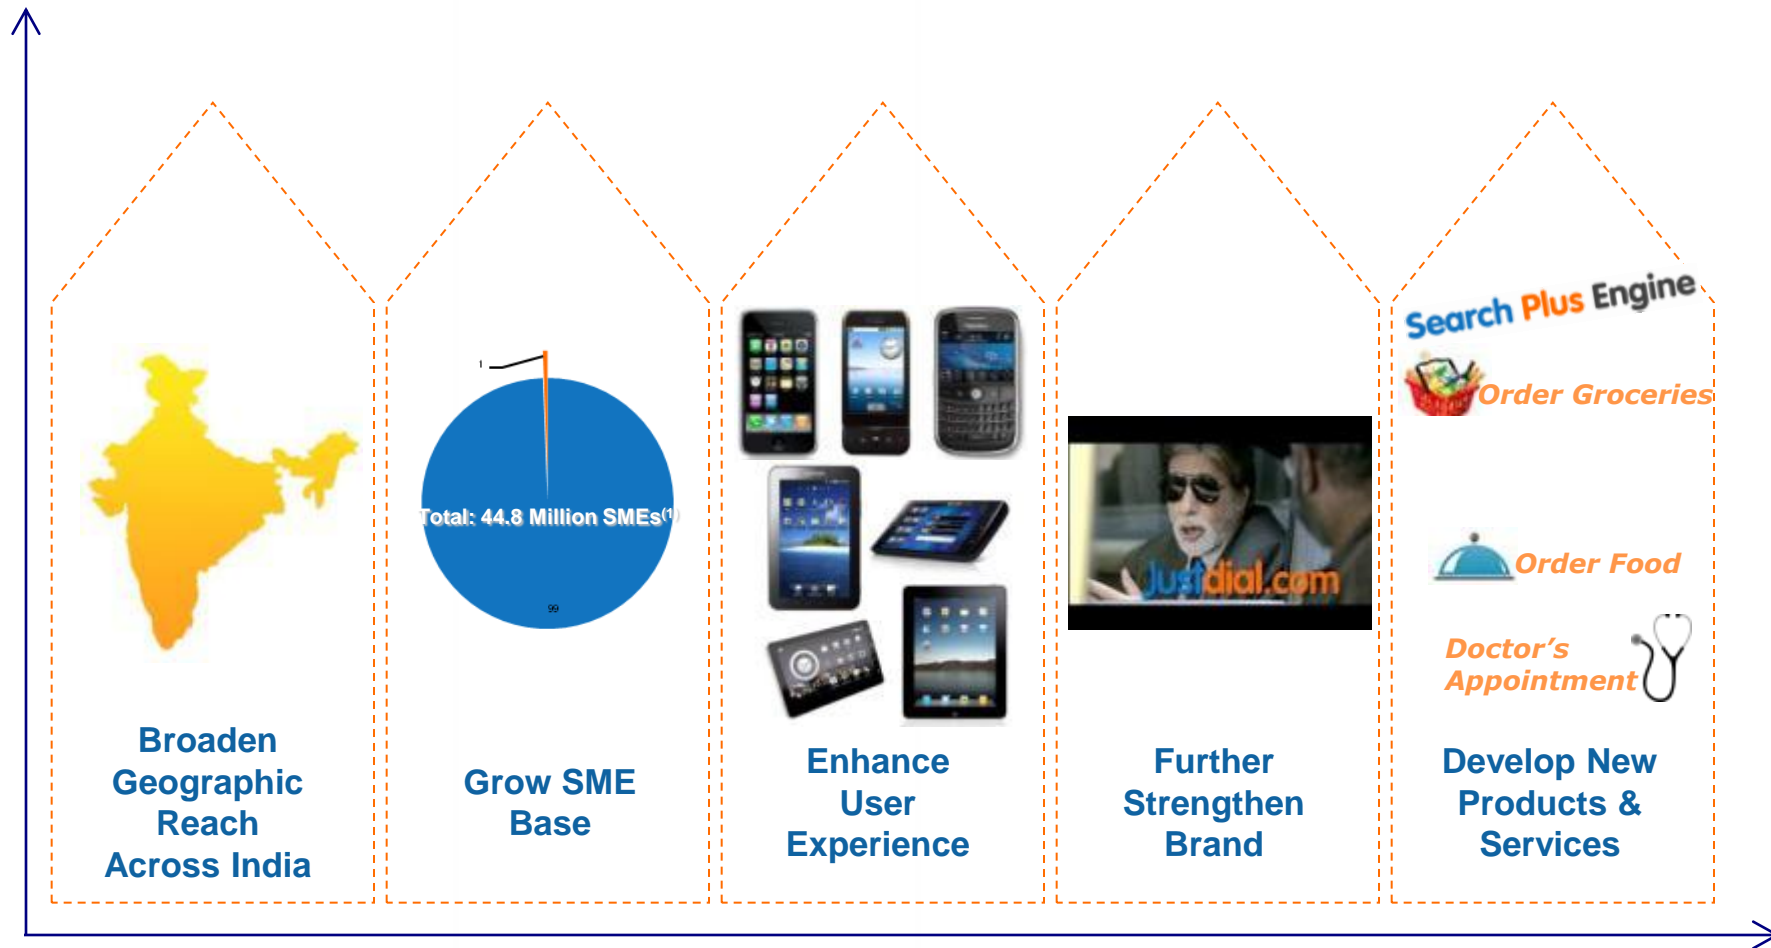 1
Total: 44.8 Million SMEs(1)
99
Broaden
Geographic
Reach
Across India
Grow SME
Base
Enhance
User
Experience
Justdial.com
Further
Strengthen
Brand
Search Plus Engine
Order Groceries
Order Food
Doctor's
Appointment
Develop New
Products &
Services